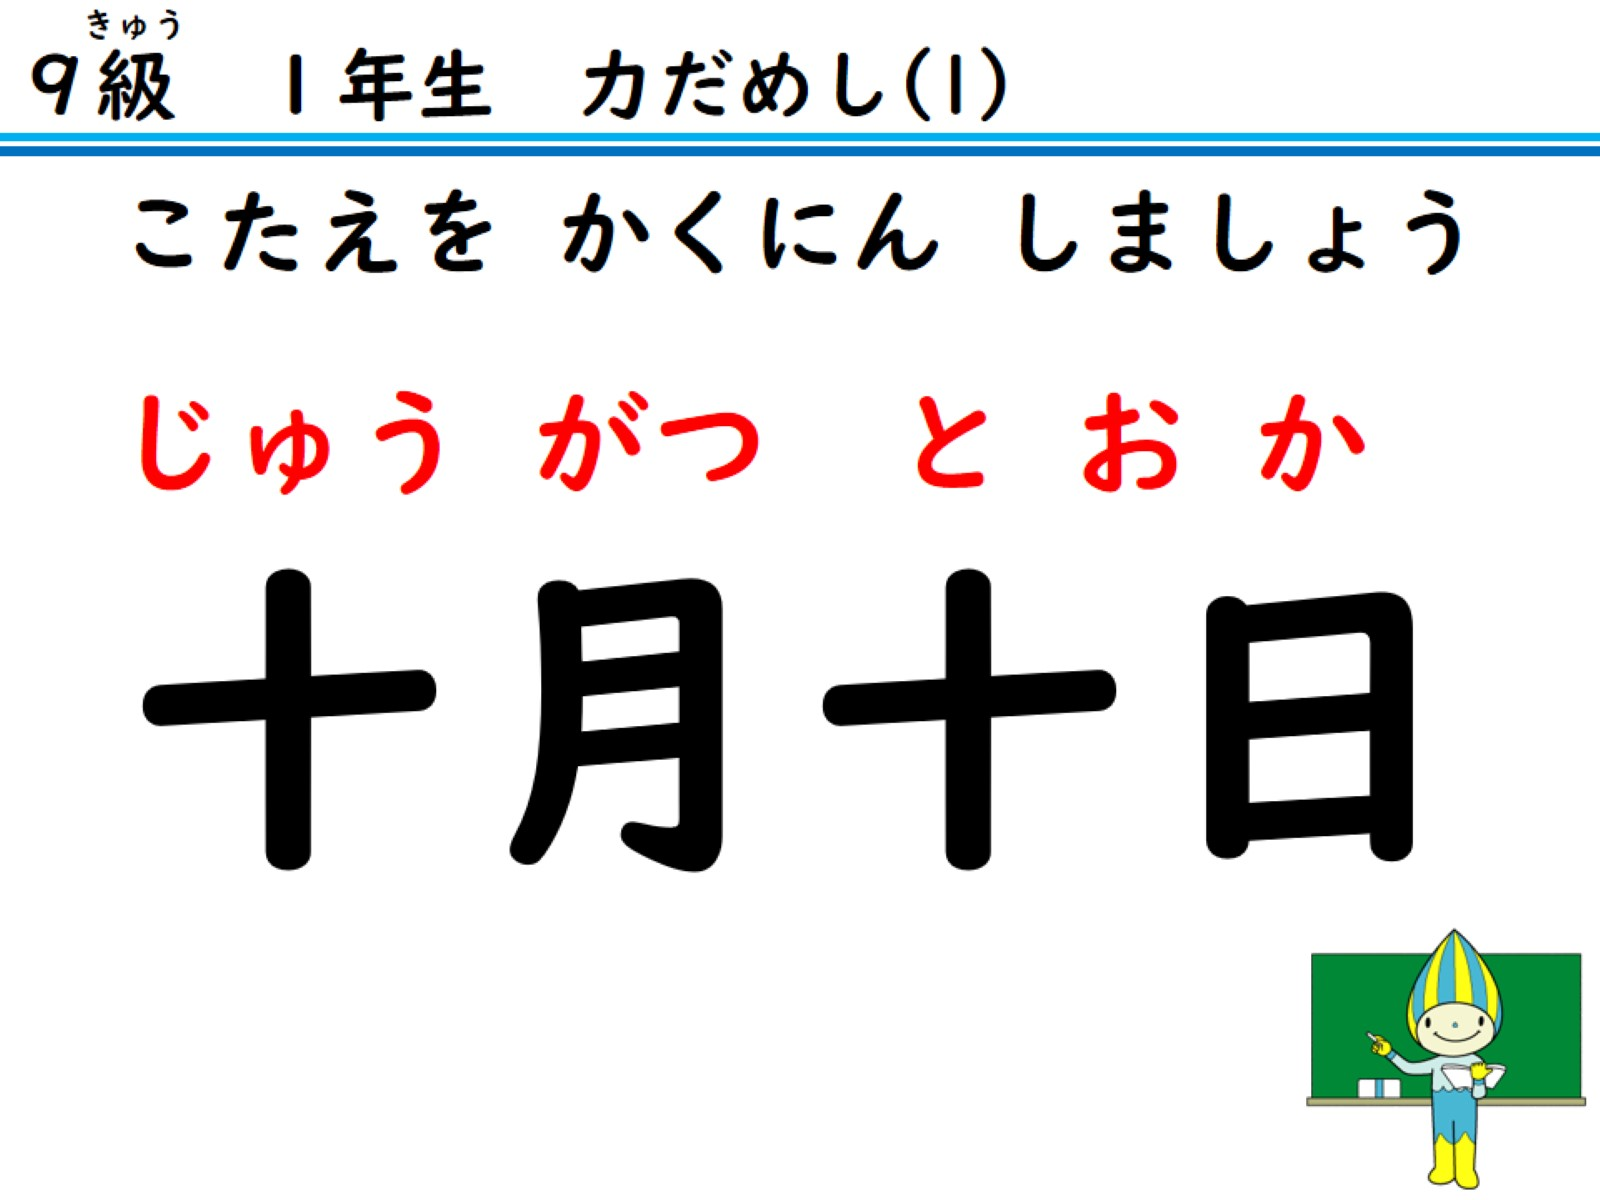 きゅう
９級　１年生　力だめし(１)
こたえを かくにん しましょう
じゅう がつ と お か
十月十日